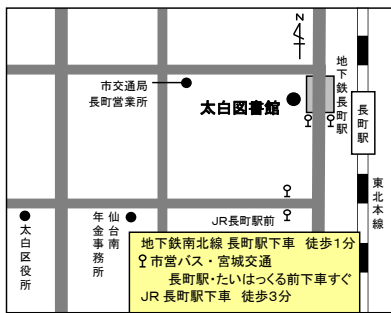 N
市交通局
長町営業所
太白図書館
地下鉄長町駅
長町駅
東北本線
JR長町駅前
太白区役所
仙台南
年金事務所
地下鉄南北線 長町駅下車 徒歩1分
市営バス・宮城交通
長町駅・たいはっくる前下車すぐ
JR 長町駅下車 徒歩3分